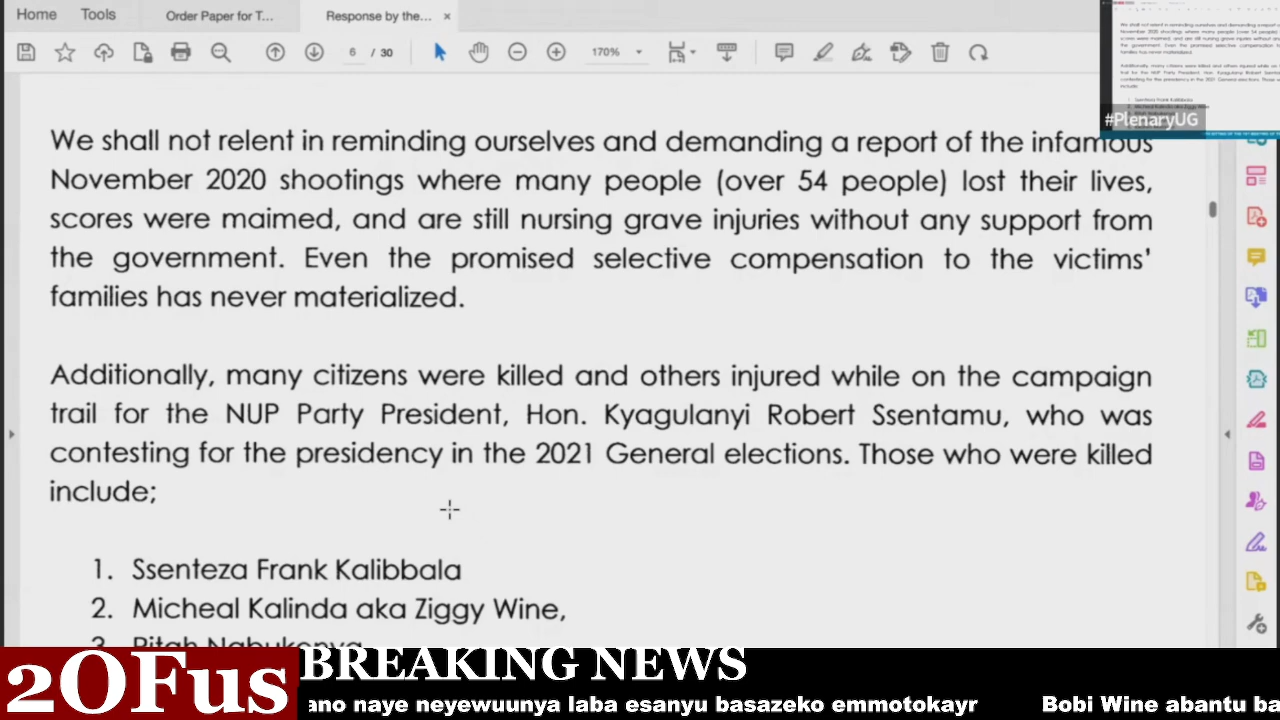 Home Tools Order Paper for T... Response by the... ×
6 / 30 170%
#PlenaryUG
We shall not relent in reminding ourselves and demanding a report of the infamous
November 2020 shootings where many people (over 54 people) lost their lives,
scores were maimed, and are still nursing grave injuries without any support from
the government. Even the promised selective compensation to the victims'
families has never materialized.
Additionally, many citizens were killed and others injured while on the campaign
trail for the NUP Party President, Hon. Kyagulanyi Robert Ssentamu, who was
contesting for the presidency in the 2021 General elections. Those who were killed
include;
1. Ssenteza Frank Kalibbala
2. Micheal Kalinda aka Ziggy Wine,
3. Ritah Nabukenya
2OFus
BREAKING NEWS
ano naye neyewuunya laba esanyu basazeko emmotokayr Bobi Wine abantu ba